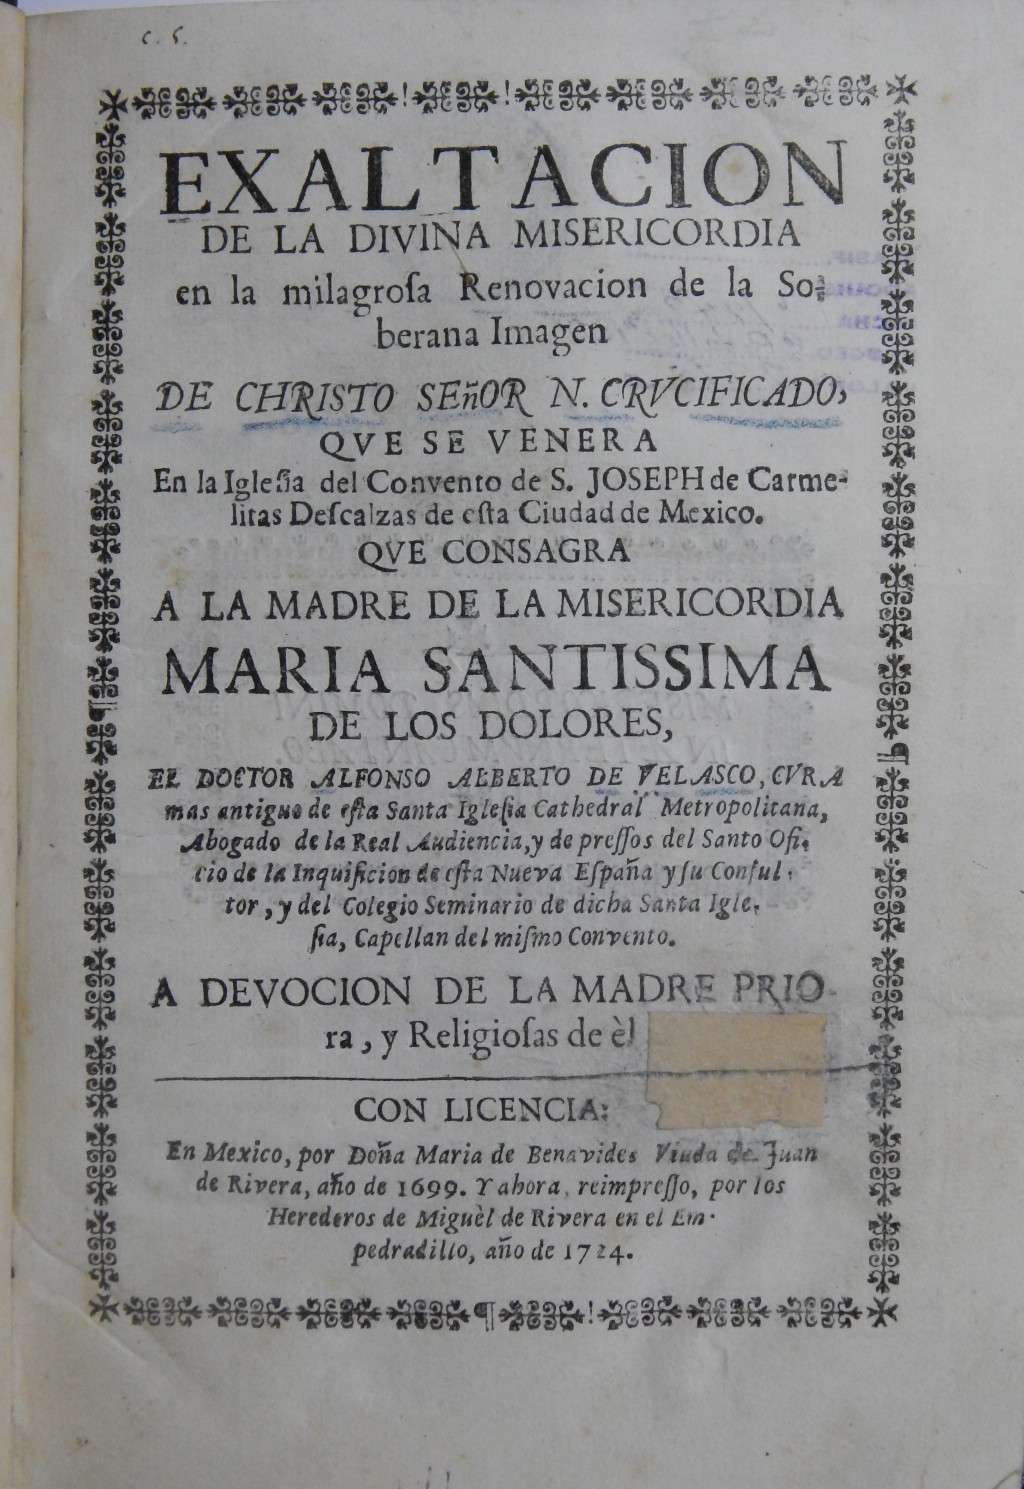 c. 5.
EXALTACION
DE LA DIVINA MISERICORDIA
en la milagroſa Renovacion de la So-
berana Imagen
DE CHRISTO SEñOR N. CRVCIFICADO,
QVE SE VENERA
En la Igleſia del Convento de S. JOSEPH de Carme-
litas Deſcalzas de eſta Ciudad de Mexico.
QVE CONSAGRA
A LA MADRE DE LA MISERICORDIA
MARIA SANTISSIMA
DE LOS DOLORES,
EL DOCTOR ALFONSO ALBERTO DE VELASCO, CVRA
mas antiguo de eſta Santa Igleſia Cathedral Metropolitana,
Abogado de la Real Audiencia, y de preſſos del Santo Ofi-
cio de la Inquiſicion de eſta Nueva Eſpaña y ſu Conſul-
tor, y del Colegio Seminario de dicha Santa Igle-
ſia, Capellan del miſmo Convento.
A DEVOCION DE LA MADRE PRIO-
ra, y Religioſas de èl
CON LICENCIA:
En Mexico, por Doña Maria de Benavides Viuda de Juan
de Rivera, año de 1699. Y ahora, reimpreſſo, por los
Herederos de Miguèl de Rivera en el Em-
pedradillo, año de 1724.